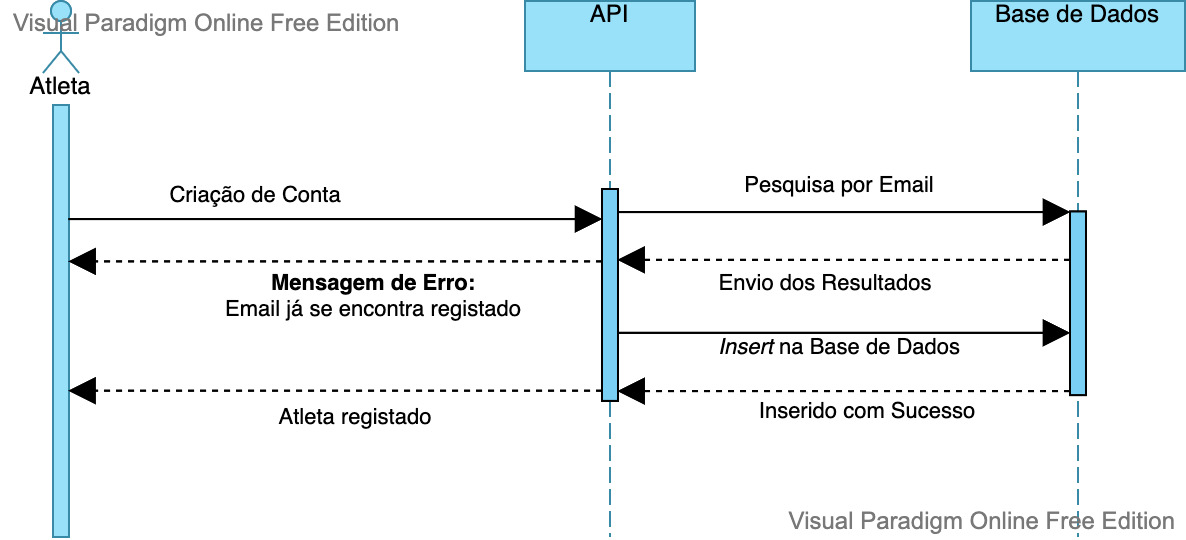 Visual Paradigm Online Free Edition
API
Base de Dados
Atleta
Criação de Conta
Pesquisa por Email
Mensagem de Erro:
Email já se encontra registado
Envio dos Resultados
Insert na Base de Dados
Atleta registado
Inserido com Sucesso
Visual Paradigm Online Free Edition